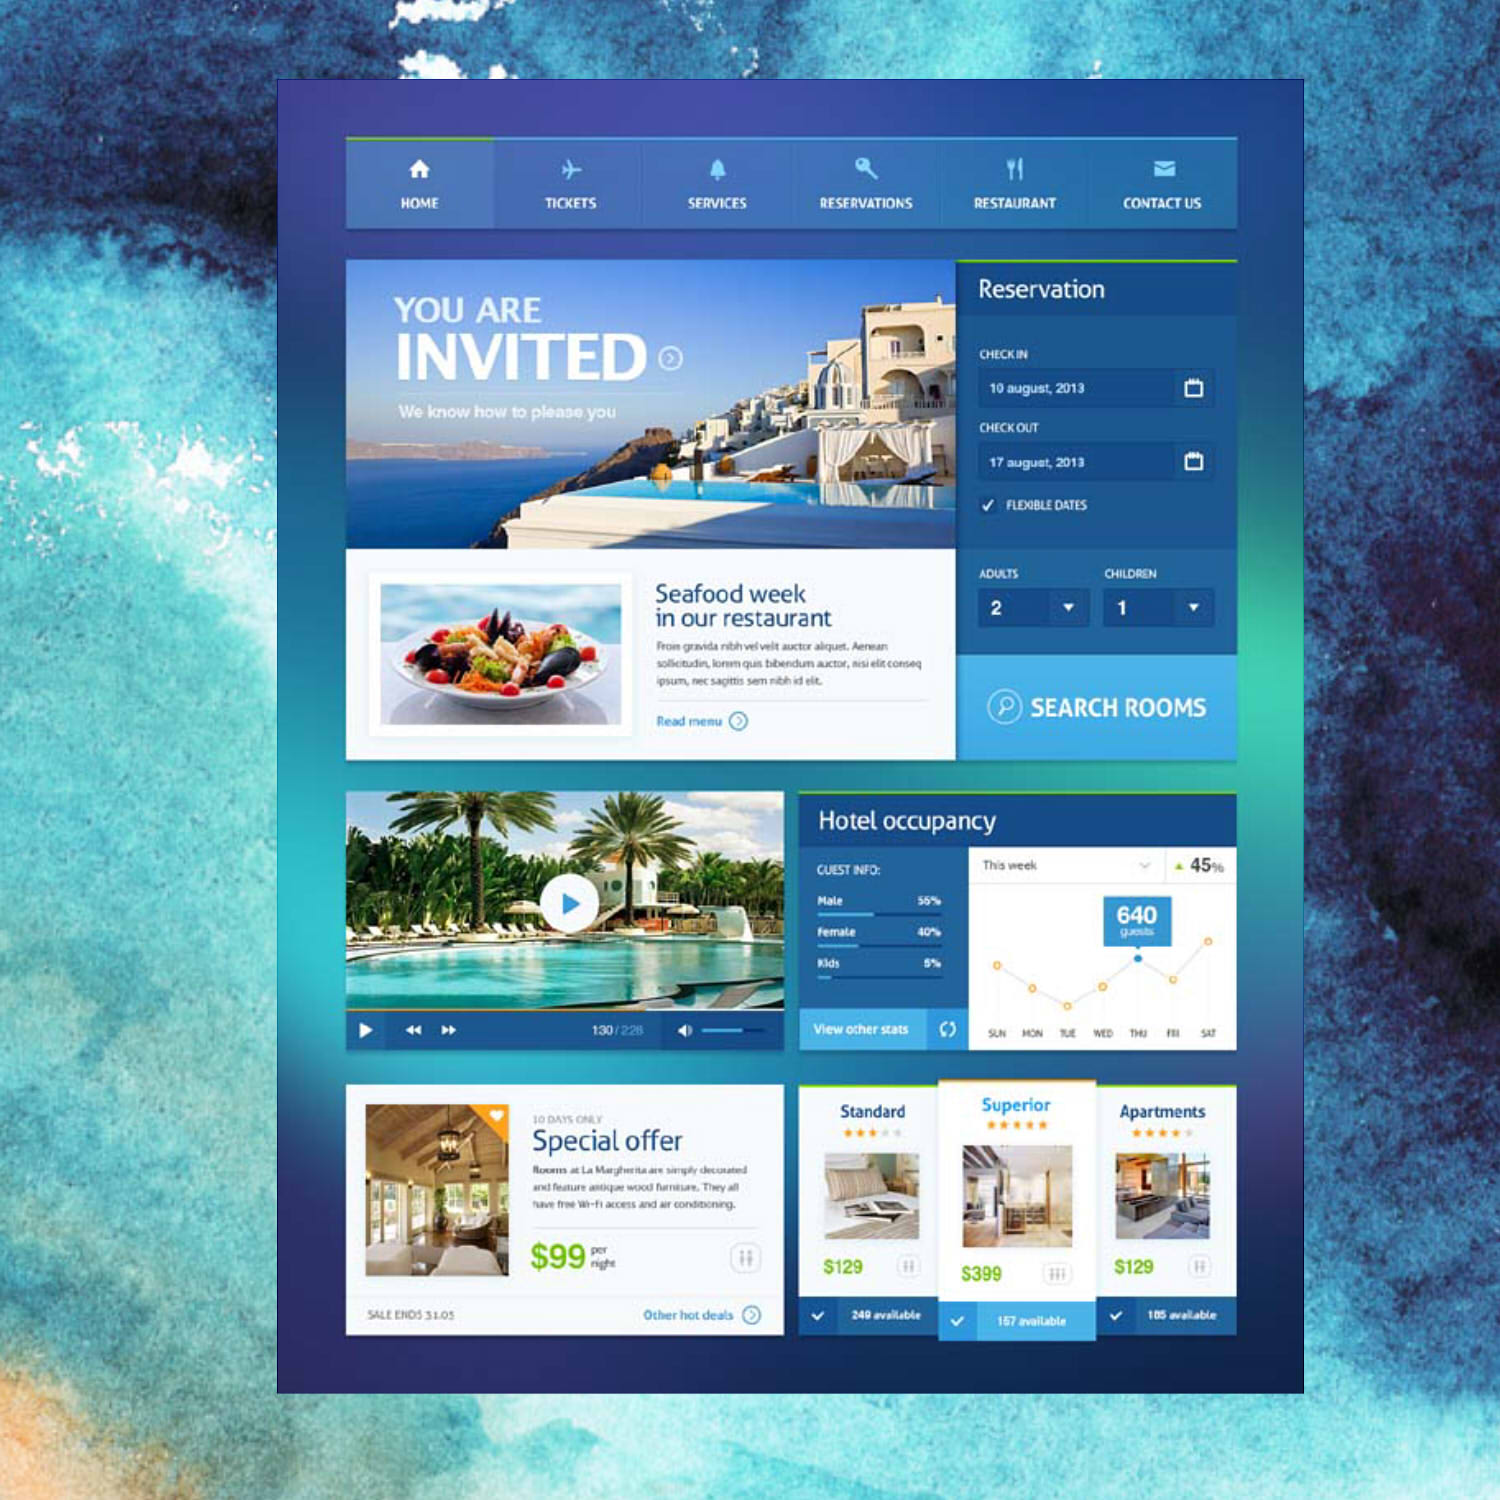 HOME
TICKETS
SERVICES
RESERVATIONS
RESTAURANT
CONTACT US
YOU ARE
INVITED
We know how to please you
Reservation
CHECK IN
10 august, 2013
CHECK OUT
17 august, 2013
FLEXIBLE DATES
ADULTS
CHILDREN
2
1
SEARCH ROOMS
Seafood week
in our restaurant
Proin gravida nibh vel velit auctor aliquet. Aenean
sollicitudin, lorem quis bibendum auctor, nisi elit conseq
ipsum, nec sagittis sem nibh id elit.
Read menu
130 / 228
Hotel occupancy
GUEST INFO:
Male 55%
Female 40%
Kids 5%
View other stats
This week
45%
640
guests
SUN MON TUE WED THU FRI SAT
10 DAYS ONLY
Special offer
Rooms at La Margherita are simply decorated
and feature antique wood furniture. They all
have free Wi-Fi access and air conditioning.
$99 per
night
SALE ENDS 31.05
Other hot deals
Standard
$129
249 available
Superior
$399
157 available
Apartments
$129
185 available